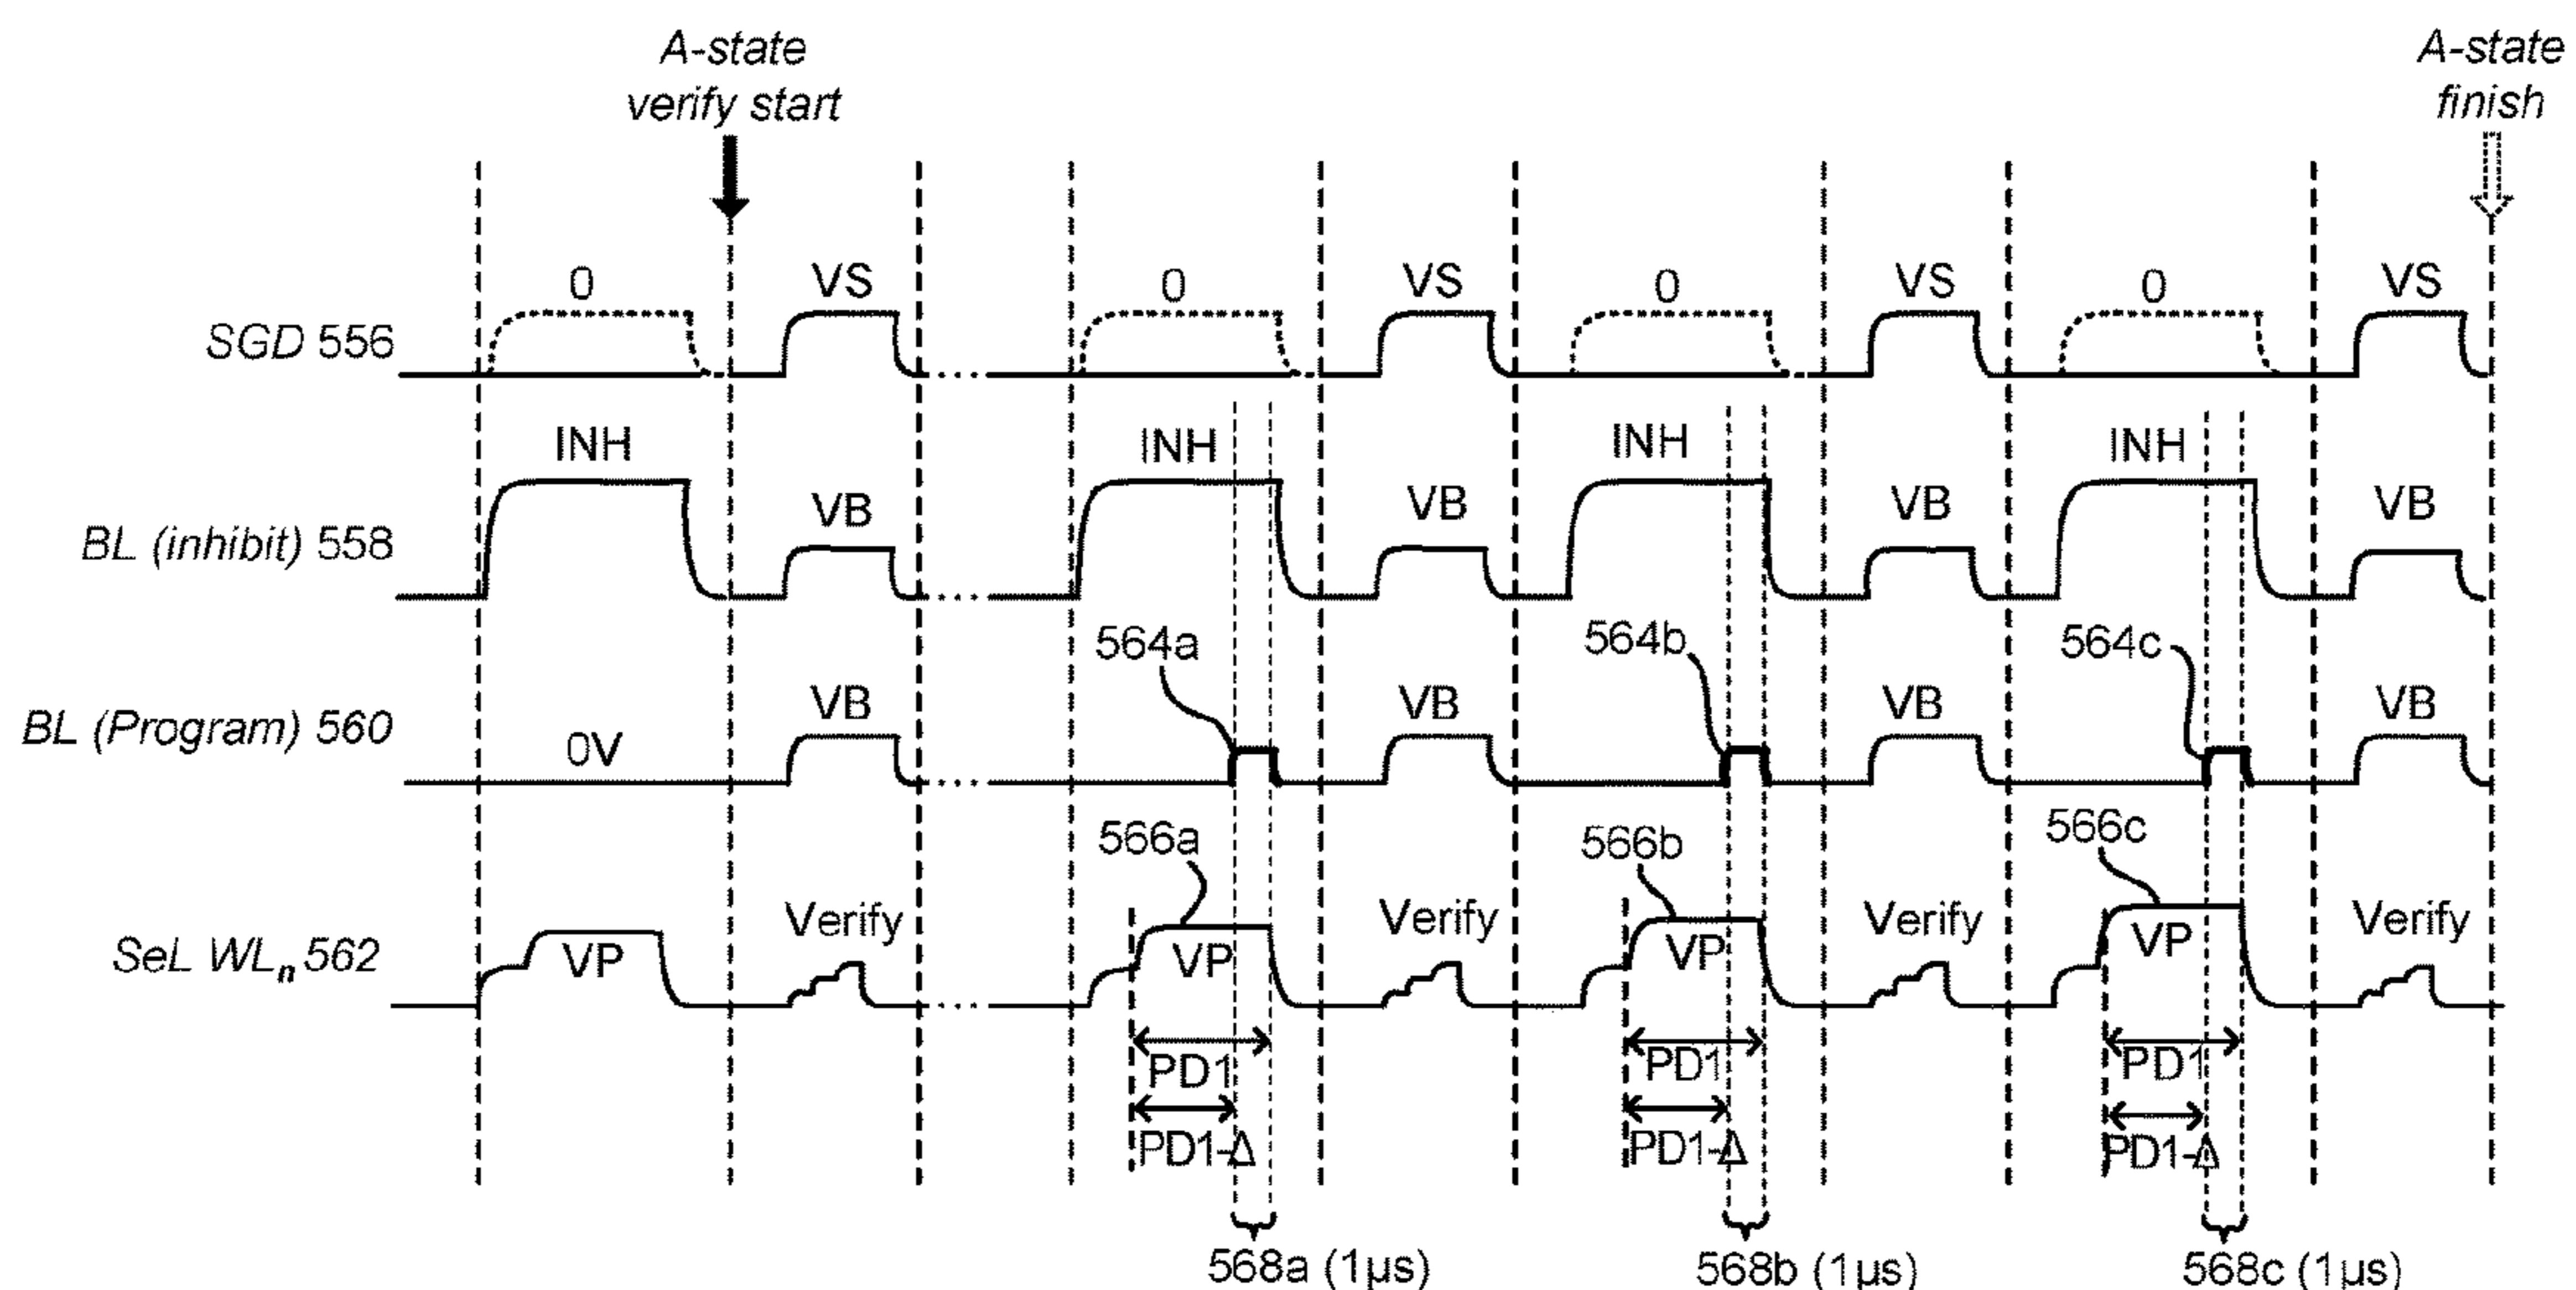 A-state
verify start
A-state
finish
0 VS 0 VS 0 VS 0 VS
SGD 556
INH INH INH INH
VB VB VB VB
BL (inhibit) 558
564a 564b 564c
VB VB VB VB
BL (Program) 560
0V
566a 566b 566c
Verify Verify Verify Verify
SeL WLn 562
VP VP VP VP
PD1 PD1 PD1
PD1-Δ PD1-Δ PD1-Δ
568a (1µs) 568b (1µs) 568c (1µs)